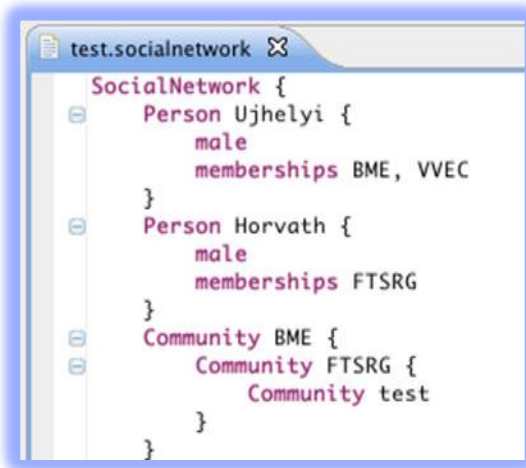 test.socialnetwork
SocialNetwork {
Person Ujhelyi {
male
memberships BME, VVEC
}
Person Horvath {
male
memberships FTSRG
}
Community BME {
Community FTSRG {
Community test
}
}